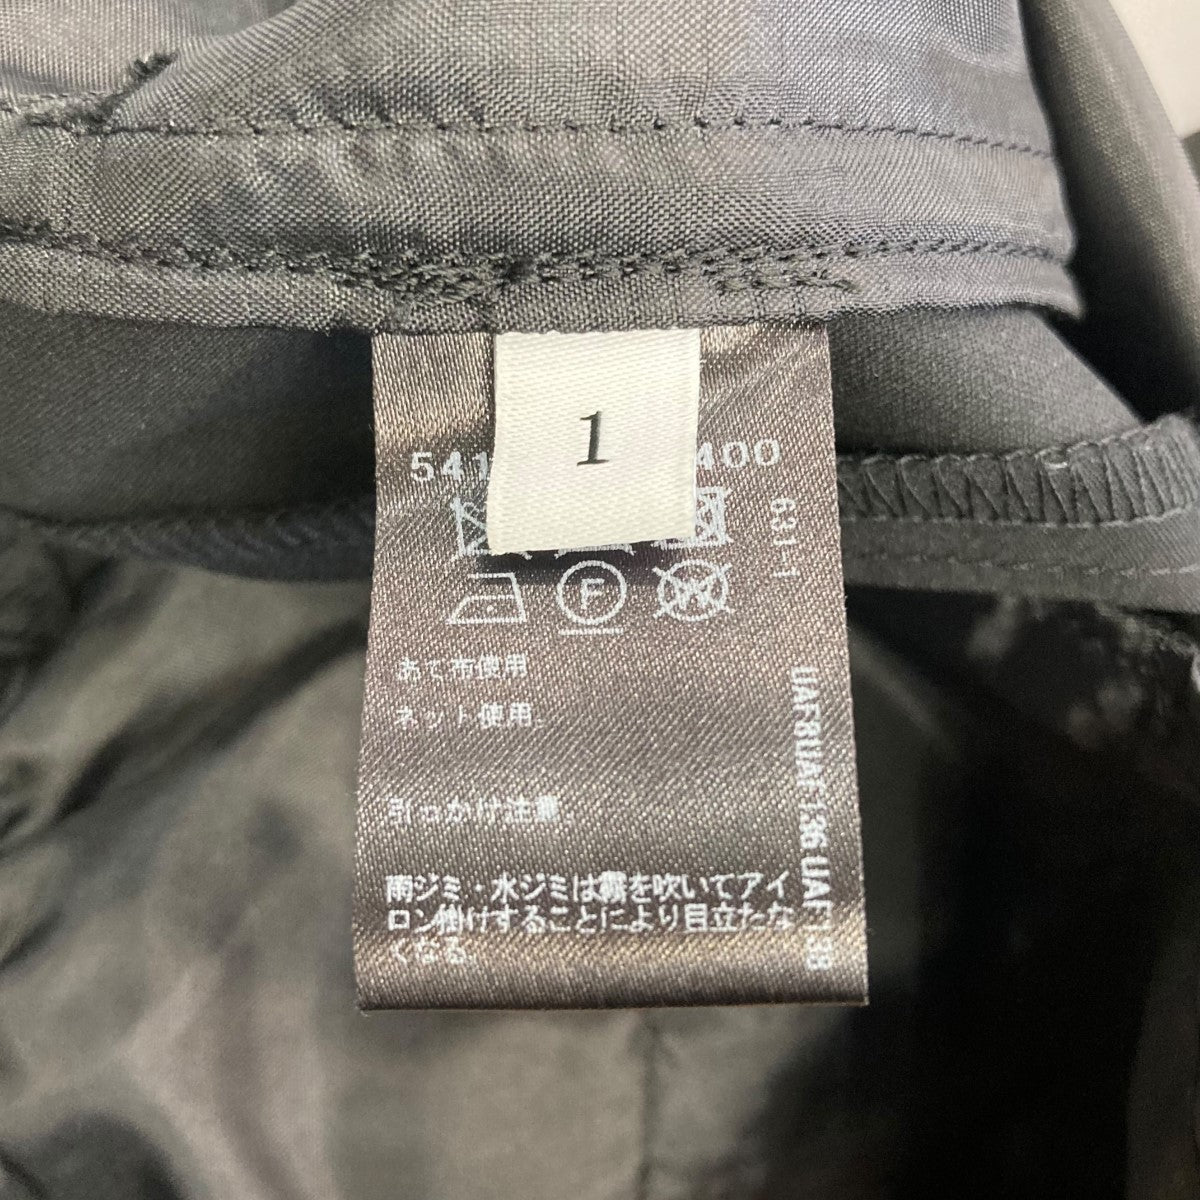 1
541 400
631-1
F
W
あて布使用
ネット使用。
引っかけ注意。
雨ジミ・水ジミは霧を吹いてアイ
ロン掛けすることにより目立たな
くなる。
UAF8UAF136 UAF138